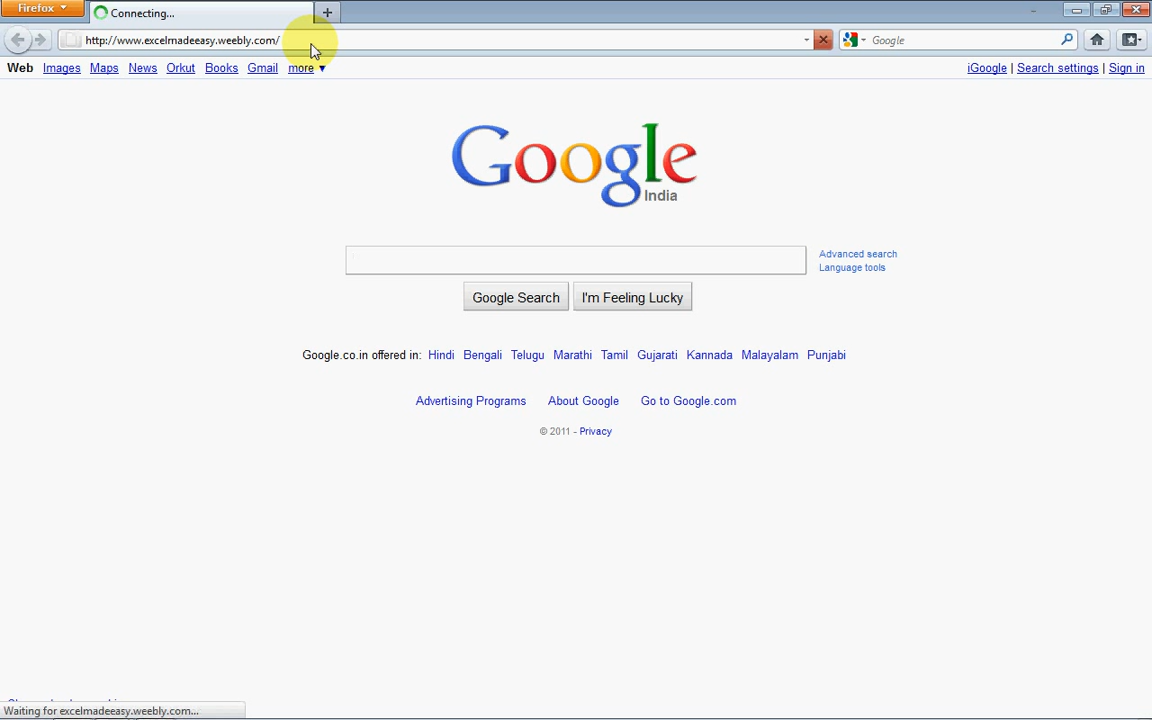 Firefox
Connecting...
http://www.excelmadeeasy.weebly.com/
Google
Web Images Maps News Orkut Books Gmail more ▼
iGoogle | Search settings | Sign in
Google
India
Advanced search
Language tools
Google Search I'm Feeling Lucky
Google.co.in offered in: Hindi Bengali Telugu Marathi Tamil Gujarati Kannada Malayalam Punjabi
Advertising Programs About Google Go to Google.com
© 2011 - Privacy
Waiting for excelmadeeasy.weebly.com...